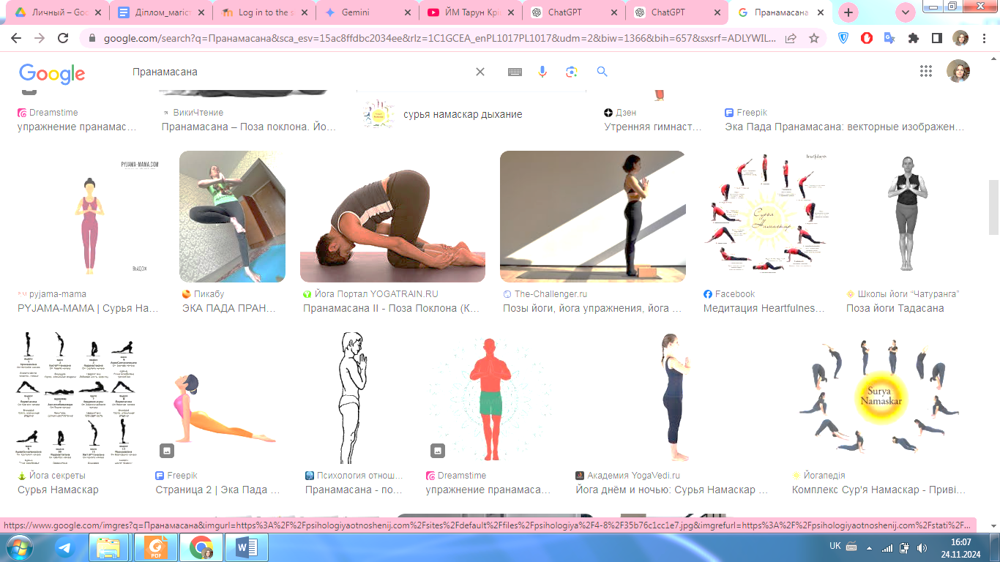 Личный – Goo
Діплом_магіст
Log in to the s
Gemini
ЙМ Тарун Крі
ChatGPT
ChatGPT
Пранамасана
google.com/search?q=Пранамасана&sca_esv=15ac8ffdbc2034ee&rlz=1C1GCEA_enPL1017PL1017&udm=2&biw=1366&bih=657&sxsrf=ADLYWIL...
Google
Пранамасана
сурья намаскар дыхание
Dreamstime
ВикиЧтение
Дзен
Freepik
упражнение пранамас...
Пранамасана – Поза поклона. Йо...
Утренняя гимнаст...
Эка Пада Пранамасана: векторные изображен...
PYJAMA-MAMA.COM
ВЫДОХ
heartfulness
Сурья
Намаскар
pyjama-mama
Пикабу
Йога Портал YOGATRAIN.RU
The-Challenger.ru
Facebook
Школы йоги “Чатуранга”
PYJAMA-MAMA | Сурья На...
ЭКА ПАДА ПРАН...
Пранамасана II - Поза Поклона (К...
Позы йоги, йога упражнения, йога ...
Медитация Heartfulnes...
Поза йоги Тадасана
Surya
Namaskar
Йога секреты
Freepik
Психология отнош...
Dreamstime
Академия YogaVedi.ru
Йогапедія
Сурья Намаскар
Страница 2 | Эка Пада ...
Пранамасана - по...
упражнение пранамаса...
Йога днём и ночью: Сурья Намаскар ...
Комплекс Сур'я Намаскар - Приві...
https://www.google.com/imgres?q=Пранамасана&imgurl=https%3A%2F%2Fpsihologiyaotnoshenij.com%2Fsites%2Fdefault%2Ffiles%2Fpsihologiya%2F4-8%2F35b76c1cc1e7.jpg&imgrefurl=https%3A%2F%2Fpsihologiyaotnoshenij.com%2Fstati%2F...
PDF
UK
16:07
24.11.2024